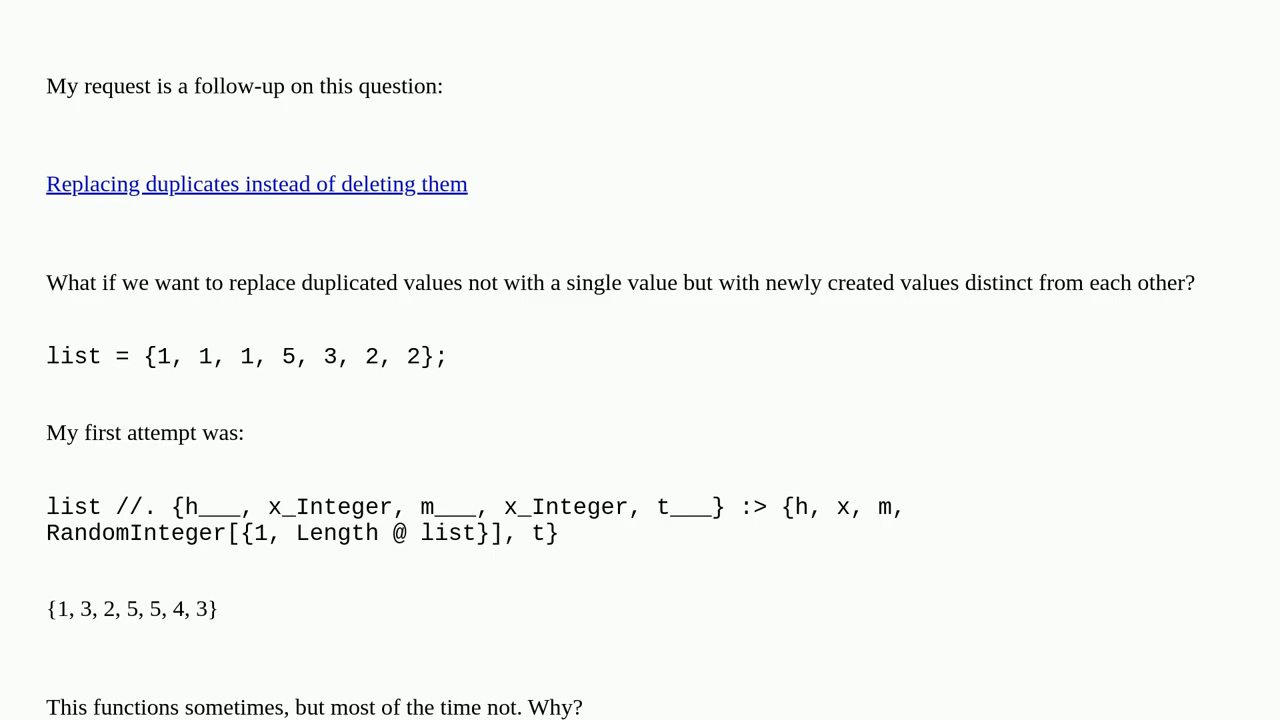 My request is a follow-up on this question:
Replacing duplicates instead of deleting them
What if we want to replace duplicated values not with a single value but with newly created values distinct from each other?
list = {1, 1, 1, 5, 3, 2, 2};
My first attempt was:
list //. {h___, x_Integer, m___, x_Integer, t___} :> {h, x, m,
RandomInteger[{1, Length @ list}], t}
{1, 3, 2, 5, 5, 4, 3}
This functions sometimes, but most of the time not. Why?